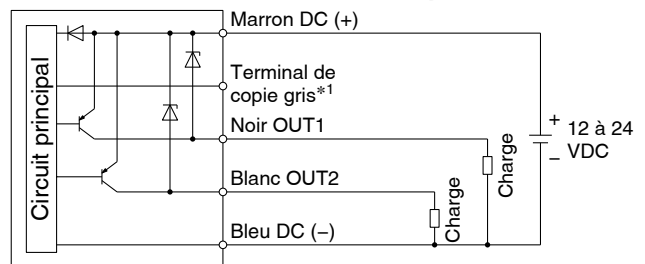 Marron DC (+)
Circuit principal
Terminal de
copie gris*1
Noir OUT1
Blanc OUT2
Bleu DC (−)
Charge
Charge
+
12 à 24
VDC
−